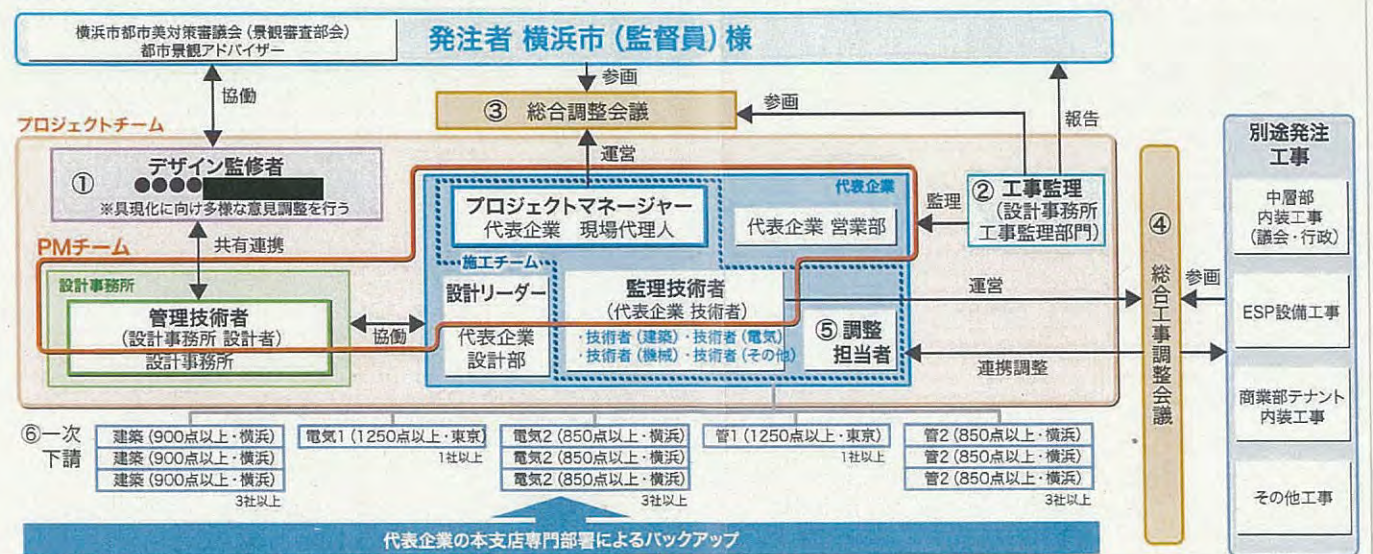 横浜市都市美対策審議会(景観審査部会)
都市景観アドバイザー
発注者 横浜市(監督員)様
協働
参画
③ 総合調整会議
参画
報告
運営
プロジェクトチーム
① デザイン監修者
●●●●
※具現化に向け多様な意見調整を行う
共有連携
PMチーム
代表企業
プロジェクトマネージャー
代表企業 現場代理人
代表企業 営業部
監理
② 工事監理
(設計事務所
工事監理部門)
設計事務所
管理技術者
(設計事務所 設計者)
設計事務所
協働
施工チーム
設計リーダー
代表企業
設計部
監理技術者
(代表企業 技術者)
・技術者(建築)・技術者(電気)
・技術者(機械)・技術者(その他)
⑤ 調整
担当者
運営
連携調整
④ 総合工事調整会議
参画
別途発注
工事
中層部
内装工事
(議会・行政)
ESP設備工事
商業部テナント
内装工事
その他工事
⑥一次
下請
建築(900点以上・横浜)
建築(900点以上・横浜)
建築(900点以上・横浜)
3社以上
電気1(1250点以上・東京)
1社以上
電気2(850点以上・横浜)
電気2(850点以上・横浜)
電気2(850点以上・横浜)
3社以上
管1(1250点以上・東京)
1社以上
管2(850点以上・横浜)
管2(850点以上・横浜)
管2(850点以上・横浜)
3社以上
代表企業の本支店専門部署によるバックアップ